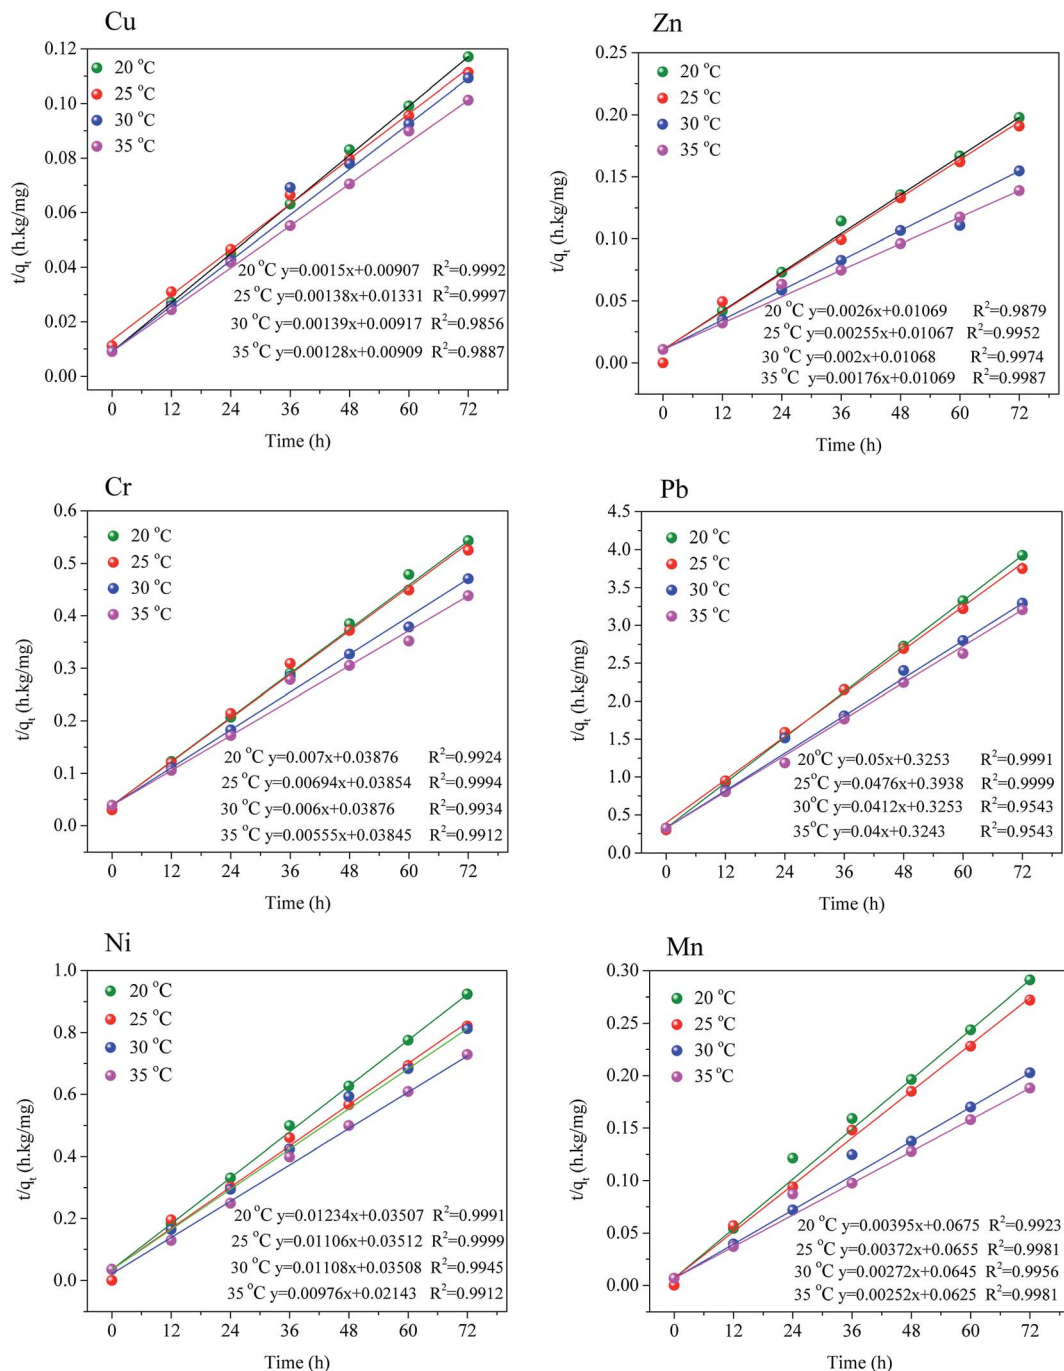 Cu
0.12
0.10
0.08
0.06
0.04
0.02
0.00
t/qt (h.kg/mg)
20 °C
25 °C
30 °C
35 °C
20 °C y=0.0015x+0.00907 R²=0.9992
25 °C y=0.00138x+0.01331 R²=0.9997
30 °C y=0.00139x+0.00917 R²=0.9856
35 °C y=0.00128x+0.00909 R²=0.9887
0 12 24 36 48 60 72
Time (h)
Zn
0.25
0.20
0.15
0.10
0.05
0.00
t/qt (h.kg/mg)
20 °C
25 °C
30 °C
35 °C
20 °C y=0.0026x+0.01069 R²=0.9879
25 °C y=0.00255x+0.01067 R²=0.9952
30 °C y=0.002x+0.01068 R²=0.9974
35 °C y=0.00176x+0.01069 R²=0.9987
0 12 24 36 48 60 72
Time (h)
Cr
0.6
0.5
0.4
0.3
0.2
0.1
0.0
t/qt (h.kg/mg)
20 °C
25 °C
30 °C
35 °C
20 °C y=0.007x+0.03876 R²=0.9924
25 °C y=0.00694x+0.03854 R²=0.9994
30 °C y=0.006x+0.03876 R²=0.9934
35 °C y=0.00555x+0.03845 R²=0.9912
0 12 24 36 48 60 72
Time (h)
Pb
4.5
4.0
3.5
3.0
2.5
2.0
1.5
1.0
0.5
0.0
t/qt (h.kg/mg)
20 °C
25 °C
30 °C
35 °C
20°C y=0.05x+0.3253 R²=0.9991
25°C y=0.0476x+0.3938 R²=0.9999
30°C y=0.0412x+0.3253 R²=0.9543
35°C y=0.04x+0.3243 R²=0.9543
0 12 24 36 48 60 72
Time (h)
Ni
1.0
0.8
0.6
0.4
0.2
0.0
t/qt (h.kg/mg)
20 °C
25 °C
30 °C
35 °C
20 °C y=0.01234x+0.03507 R²=0.9991
25 °C y=0.01106x+0.03512 R²=0.9999
30 °C y=0.01108x+0.03508 R²=0.9945
35 °C y=0.00976x+0.02143 R²=0.9912
0 12 24 36 48 60 72
Time (h)
Mn
0.30
0.25
0.20
0.15
0.10
0.05
0.00
t/qt (h.kg/mg)
20 °C
25 °C
30 °C
35 °C
20 °C y=0.00395x+0.0675 R²=0.9923
25 °C y=0.00372x+0.0655 R²=0.9981
30 °C y=0.00272x+0.0645 R²=0.9956
35 °C y=0.00252x+0.0625 R²=0.9981
0 12 24 36 48 60 72
Time (h)